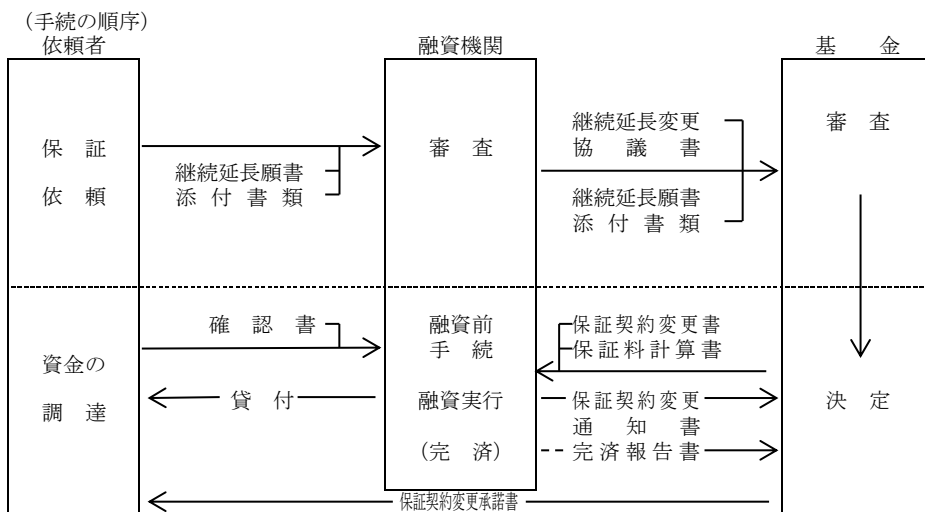 （手続の順序）
依頼者
融資機関
基　　金
保　証
依　頼
継続延長願書
添付書類
審　査
継続延長変更
協議書
継続延長願書
添付書類
審　査
確認書
資金の
調　達
貸　付
融資前
手　続
融資実行
（完　済）
保証契約変更書
保証料計算書
保証契約変更
通知書
完済報告書
決　定
保証契約変更承諾書